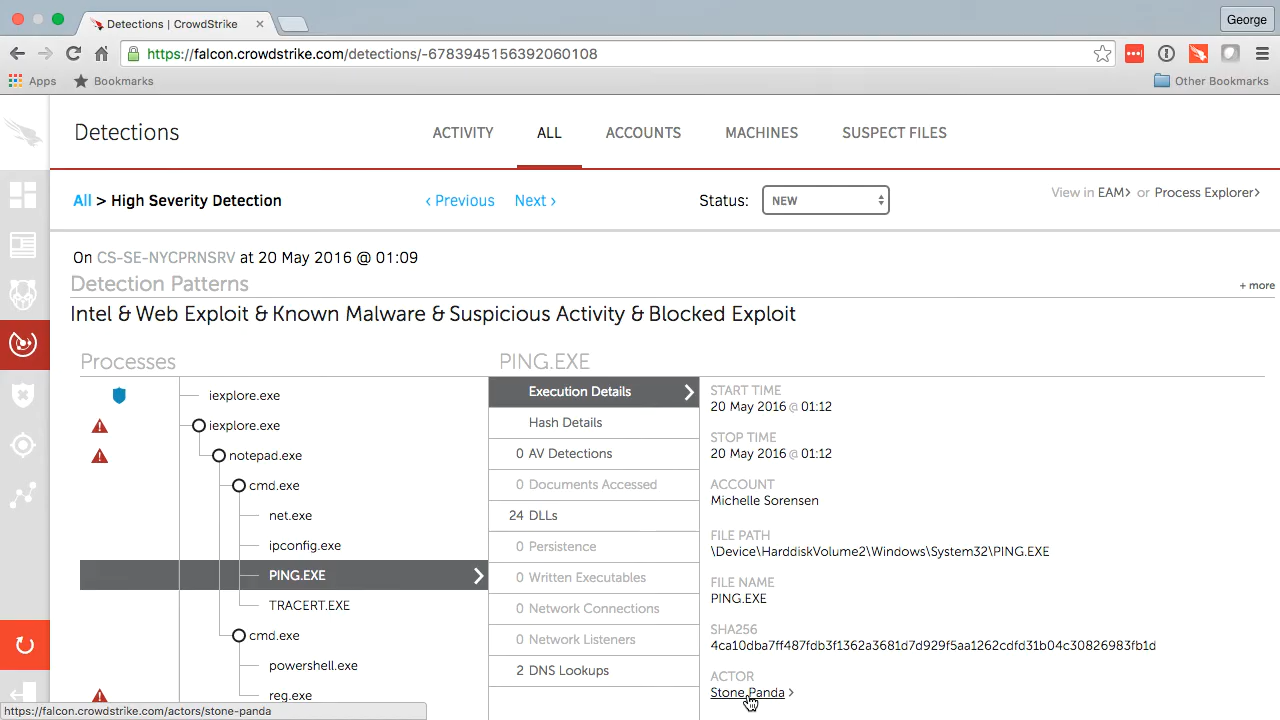 Detections | CrowdStrike
George
https://falcon.crowdstrike.com/detections/-6783945156392060108
Apps
Bookmarks
Other Bookmarks
Detections
ACTIVITY
ALL
ACCOUNTS
MACHINES
SUSPECT FILES
All > High Severity Detection
‹ Previous
Next ›
Status:
NEW
View in EAM> or Process Explorer>
On CS-SE-NYCPRNSRV at 20 May 2016 @ 01:09
Detection Patterns
+ more
Intel & Web Exploit & Known Malware & Suspicious Activity & Blocked Exploit
Processes
iexplore.exe
iexplore.exe
notepad.exe
cmd.exe
net.exe
ipconfig.exe
PING.EXE
TRACERT.EXE
cmd.exe
powershell.exe
reg.exe
PING.EXE
Execution Details
Hash Details
0 AV Detections
0 Documents Accessed
24 DLLs
0 Persistence
0 Written Executables
0 Network Connections
0 Network Listeners
2 DNS Lookups
START TIME
20 May 2016 @ 01:12
STOP TIME
20 May 2016 @ 01:12
ACCOUNT
Michelle Sorensen
FILE PATH
\Device\HarddiskVolume2\Windows\System32\PING.EXE
FILE NAME
PING.EXE
SHA256
4ca10dba7ff487fdb3f1362a3681d7d929f5aa1262cdfd31b04c30826983fb1d
ACTOR
Stone Panda >
https://falcon.crowdstrike.com/actors/stone-panda